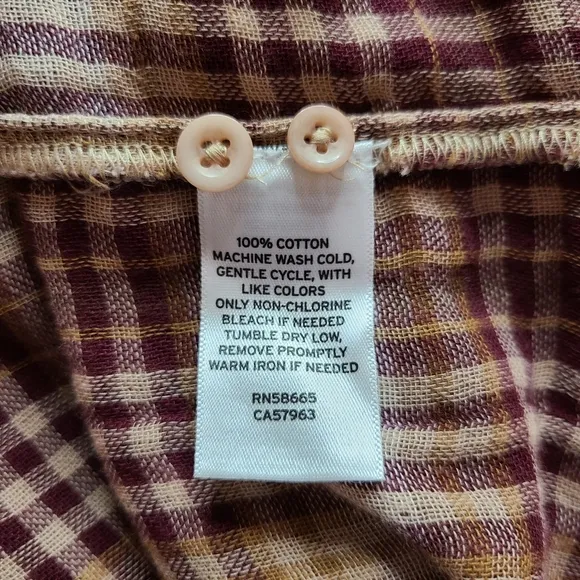 100% COTTON
MACHINE WASH COLD,
GENTLE CYCLE, WITH
LIKE COLORS
ONLY NON-CHLORINE
BLEACH IF NEEDED
TUMBLE DRY LOW,
REMOVE PROMPTLY
WARM IRON IF NEEDED
RN58665
CA57963